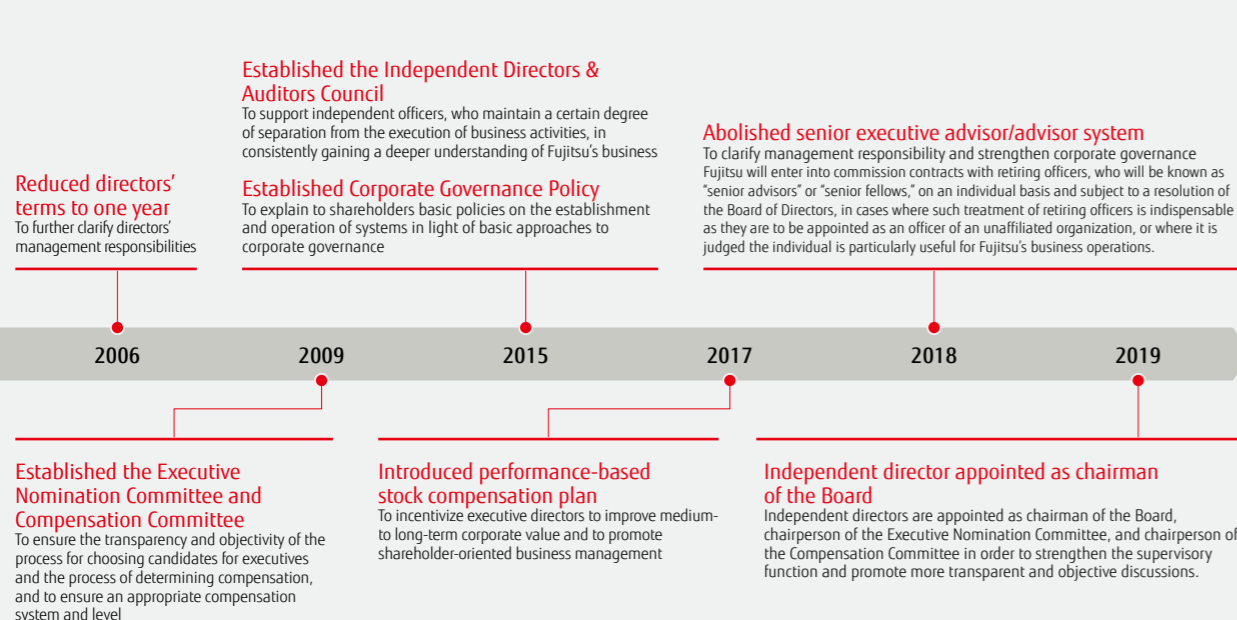 Reduced directors'
terms to one year
To further clarify directors'
management responsibilities
Established the Independent Directors &
Auditors Council
To support independent officers, who maintain a certain degree
of separation from the execution of business activities, in
consistently gaining a deeper understanding of Fujitsu's business
Established Corporate Governance Policy
To explain to shareholders basic policies on the establishment
and operation of systems in light of basic approaches to
corporate governance
Abolished senior executive advisor/advisor system
To clarify management responsibility and strengthen corporate governance
Fujitsu will enter into commission contracts with retiring officers, who will be known as
"senior advisors" or "senior fellows," on an individual basis and subject to a resolution of
the Board of Directors, in cases where such treatment of retiring officers is indispensable
as they are to be appointed as an officer of an unaffiliated organization, or where it is
judged the individual is particularly useful for Fujitsu's business operations.
2006 2009 2015 2017 2018 2019
Established the Executive
Nomination Committee and
Compensation Committee
To ensure the transparency and objectivity of the
process for choosing candidates for executives
and the process of determining compensation,
and to ensure an appropriate compensation
system and level
Introduced performance-based
stock compensation plan
To incentivize executive directors to improve medium-
to long-term corporate value and to promote
shareholder-oriented business management
Independent director appointed as chairman
of the Board
Independent directors are appointed as chairman of the Board,
chairperson of the Executive Nomination Committee, and chairperson of
the Compensation Committee in order to strengthen the supervisory
function and promote more transparent and objective discussions.